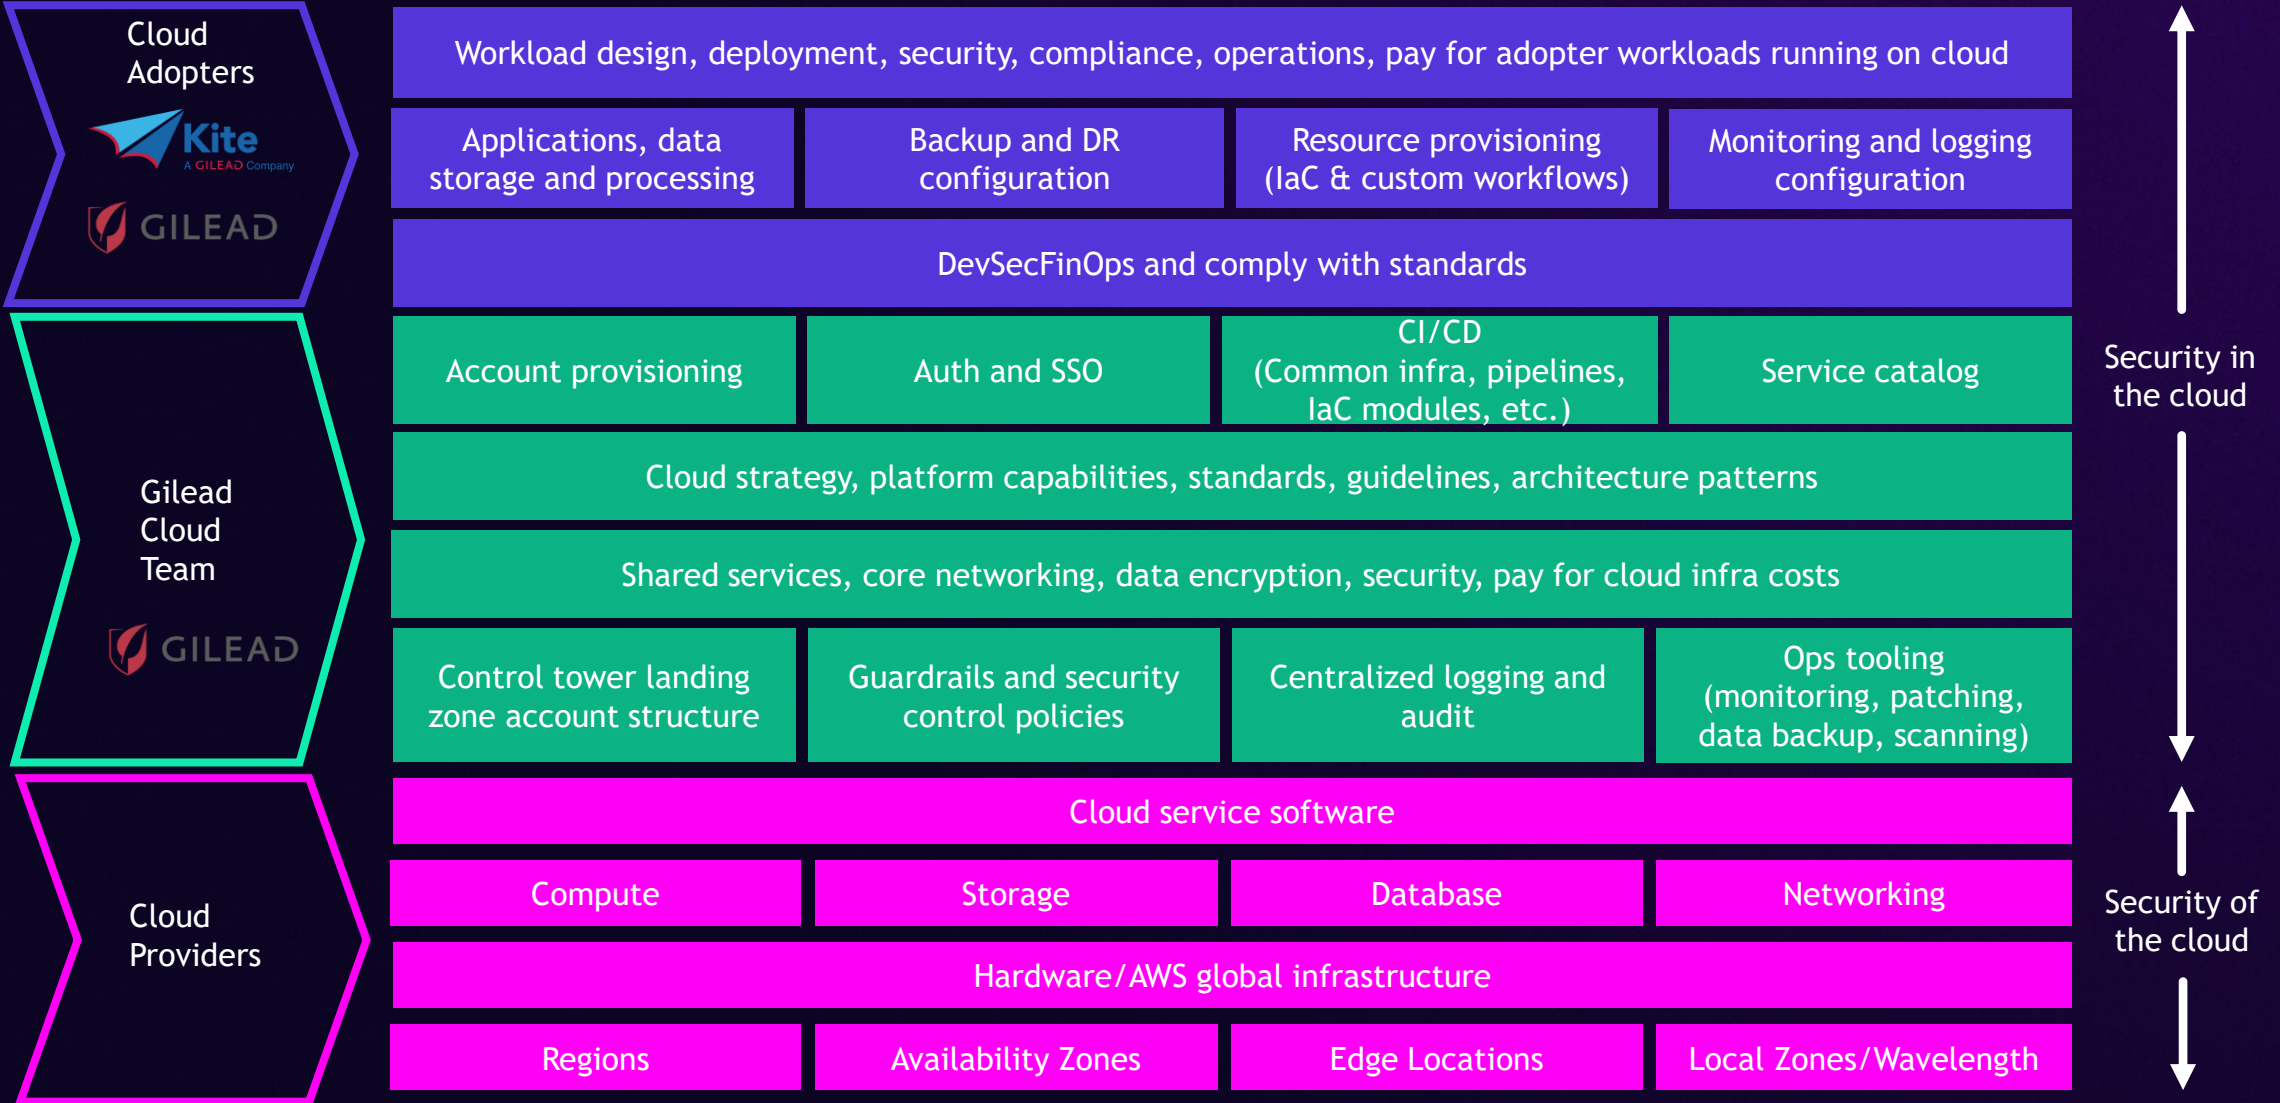 Cloud
Adopters
Kite
A GILEAD Company
GILEAD
Workload design, deployment, security, compliance, operations, pay for adopter workloads running on cloud
Applications, data
storage and processing
Backup and DR
configuration
Resource provisioning
(IaC & custom workflows)
Monitoring and logging
configuration
DevSecFinOps and comply with standards
Gilead
Cloud
Team
GILEAD
Account provisioning
Auth and SSO
CI/CD
(Common infra, pipelines,
IaC modules, etc.)
Service catalog
Cloud strategy, platform capabilities, standards, guidelines, architecture patterns
Shared services, core networking, data encryption, security, pay for cloud infra costs
Control tower landing
zone account structure
Guardrails and security
control policies
Centralized logging and
audit
Ops tooling
(monitoring, patching,
data backup, scanning)
Security in
the cloud
Cloud
Providers
Cloud service software
Compute
Storage
Database
Networking
Hardware/AWS global infrastructure
Regions
Availability Zones
Edge Locations
Local Zones/Wavelength
Security of
the cloud